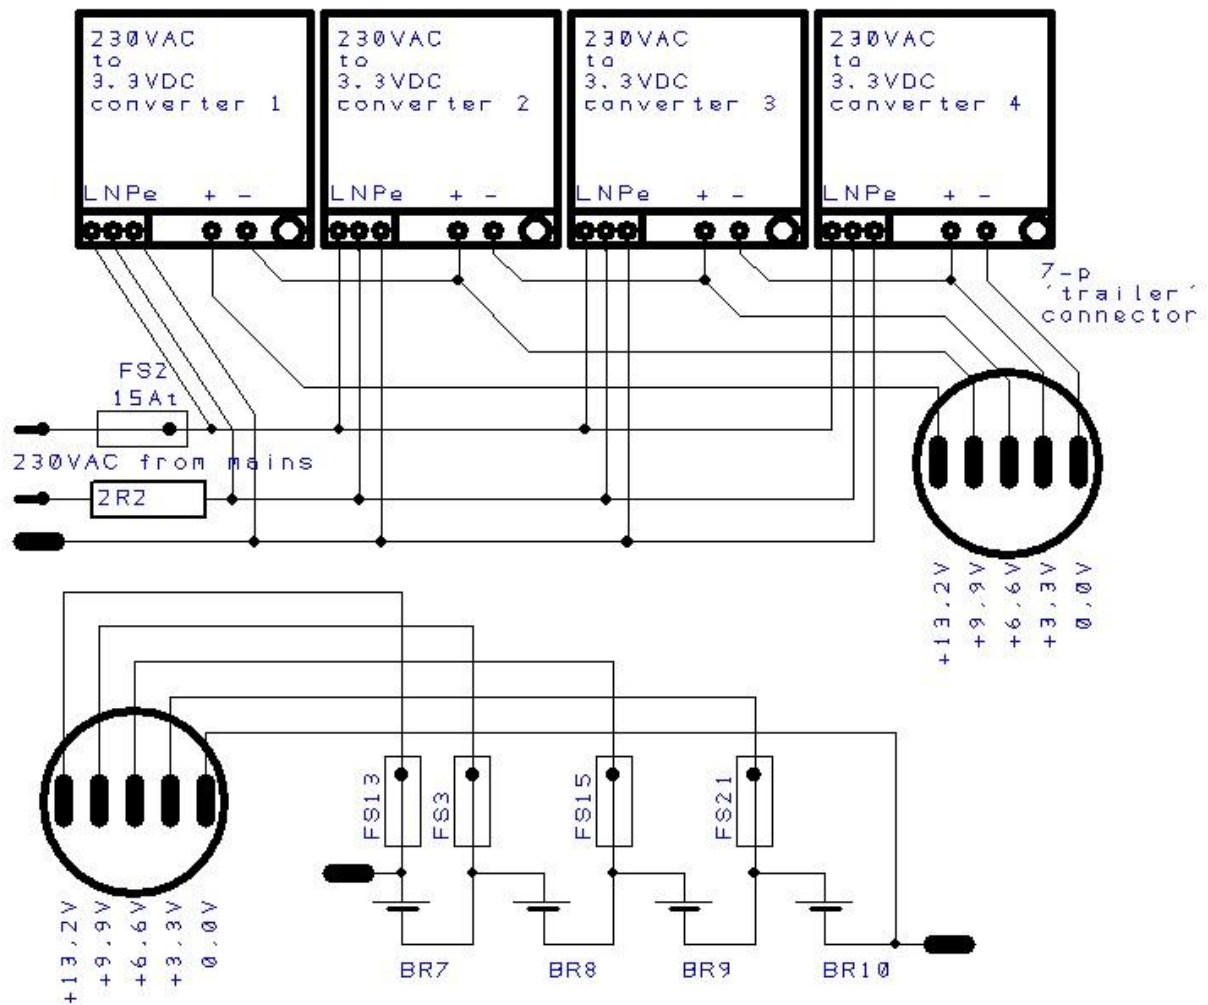 230VAC
to
3.3VDC
converter 1
230VAC
to
3.3VDC
converter 2
230VAC
to
3.3VDC
converter 3
230VAC
to
3.3VDC
converter 4
LNPe + -
LNPe + -
LNPe + -
LNPe + -
7-p
'trailer'
connector
FS2
15At
230VAC from mains
2R2
+13,2V
+9,9V
+6,6V
+3,3V
0,0V
FS13
FS3
FS15
FS21
+13,2V
+9,9V
+6,6V
+3,3V
0,0V
BR7
BR8
BR9
BR10